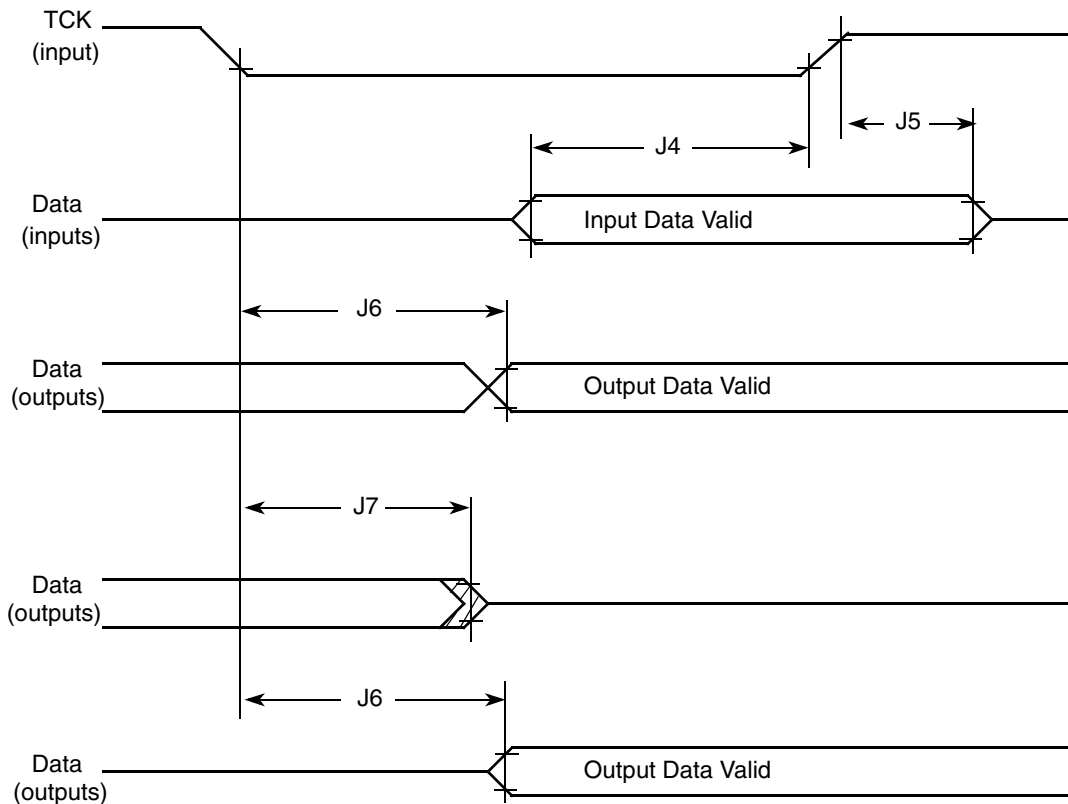 TCK
(input)
J5
J4
Data
(inputs)
Input Data Valid
J6
Data
(outputs)
Output Data Valid
J7
Data
(outputs)
J6
Data
(outputs)
Output Data Valid